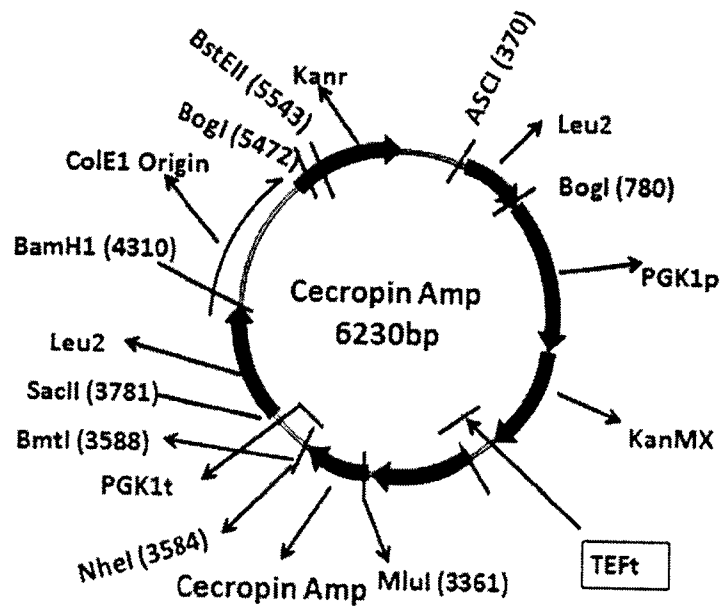 BstEII (5543)
Kanr
ASCI (370)
Leu2
BogI (5472)
ColE1 Origin
BogI (780)
BamH1 (4310)
PGK1p
Cecropin Amp
6230bp
Leu2
SacII (3781)
BmtI (3588)
KanMX
PGK1t
NheI (3584)
Cecropin Amp
MluI (3361)
TEFt